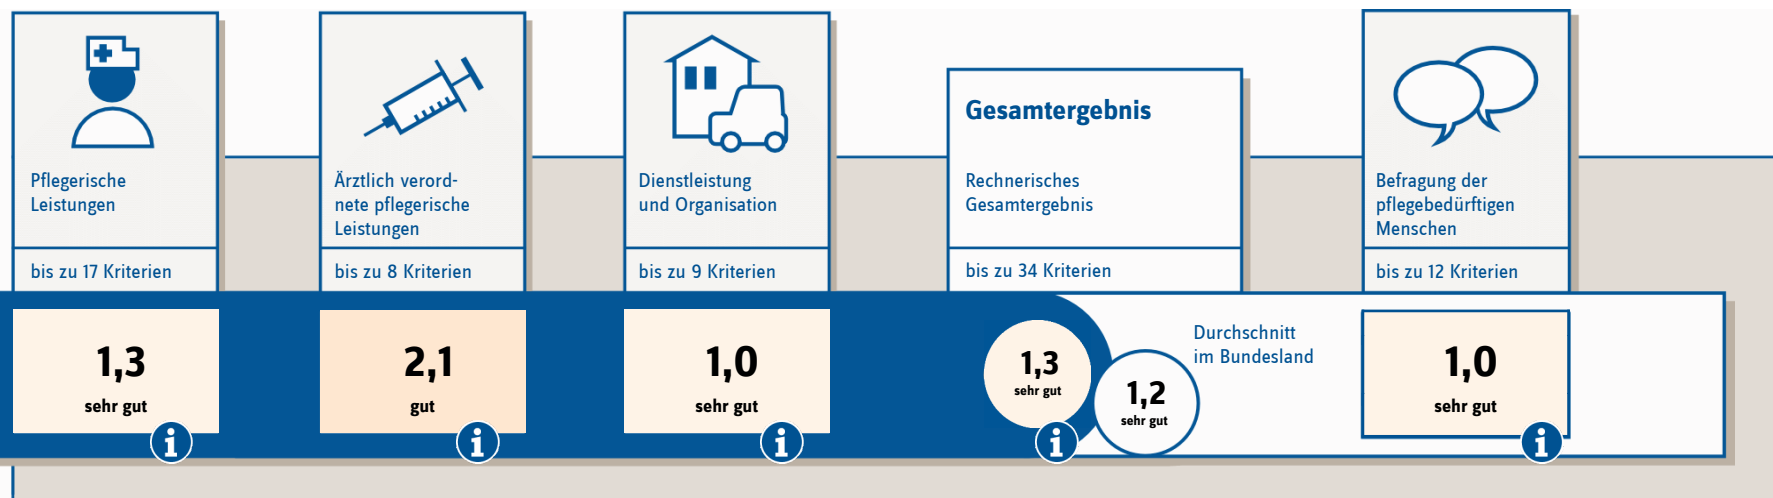 Pflegerische
Leistungen
bis zu 17 Kriterien
1,3
sehr gut
i
Ärztlich verord-
nete pflegerische
Leistungen
bis zu 8 Kriterien
2,1
gut
i
Dienstleistung
und Organisation
bis zu 9 Kriterien
1,0
sehr gut
i
Gesamtergebnis
Rechnerisches
Gesamtergebnis
bis zu 34 Kriterien
1,3
sehr gut
i
Durchschnitt
im Bundesland
1,2
sehr gut
Befragung der
pflegebedürftigen
Menschen
bis zu 12 Kriterien
1,0
sehr gut
i